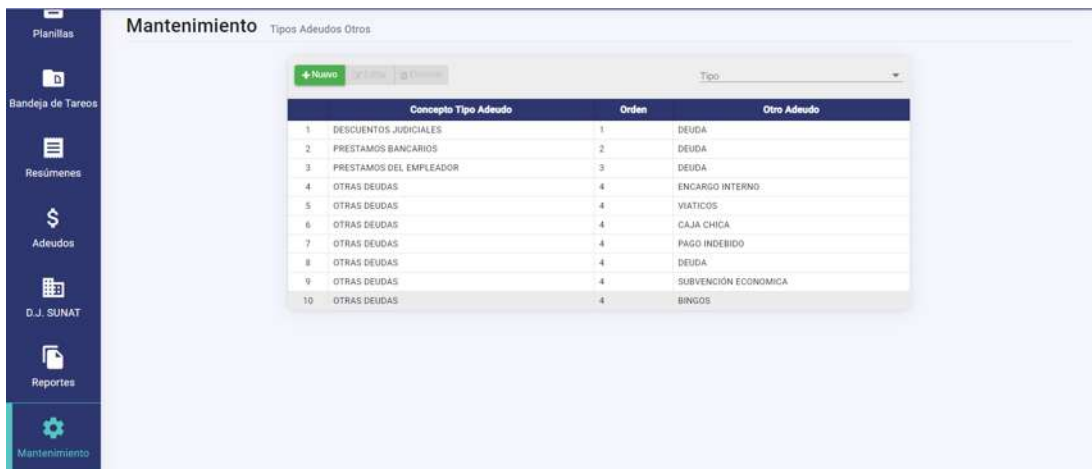 Planillas
Bandeja de Tareos
Resúmenes
Adeudos
D.J. SUNAT
Reportes
Mantenimiento
Mantenimiento Tipos Adeudos Otros
+ Nuevo Tipo
Concepto Tipo Adeudo Orden Otro Adeudo
1 DESCUENTOS JUDICIALES 1 DEUDA
2 PRESTAMOS BANCARIOS 2 DEUDA
3 PRESTAMOS DEL EMPLEADOR 3 DEUDA
4 OTRAS DEUDAS 4 ENCARGO INTERNO
5 OTRAS DEUDAS 4 VIATICOS
6 OTRAS DEUDAS 4 CAJA CHICA
7 OTRAS DEUDAS 4 PAGO INDEBIDO
8 OTRAS DEUDAS 4 DEUDA
9 OTRAS DEUDAS 4 SUBVENCIÓN ECONOMICA
10 OTRAS DEUDAS 4 BINGOS